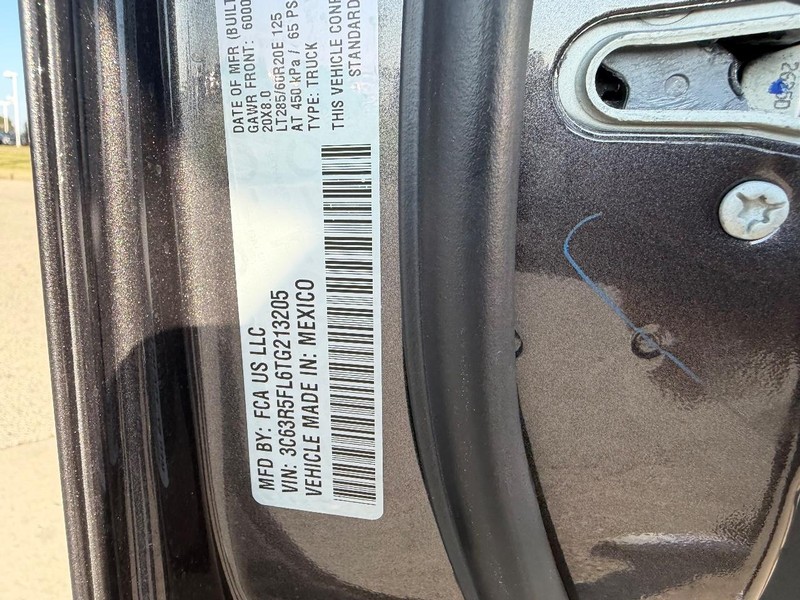 MFD BY: FCA US LLC
VIN: 3C63R5FL6TG213205
VEHICLE MADE IN: MEXICO
DATE OF MFR (BUILT
GAWR FRONT: 6000
20X8.0
LT285/60R20E 125
AT 450 kPa / 65 PS
TYPE: TRUCK
THIS VEHICLE CONF
STANDARD